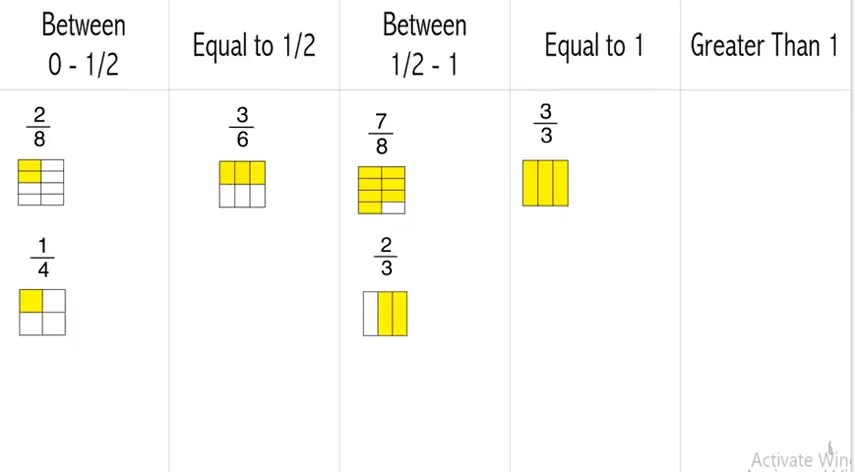 Between
0 - 1/2
Equal to 1/2
Between
1/2 - 1
Equal to 1
Greater Than 1
2
8
3
6
7
8
3
3
1
4
2
3
Activate Win